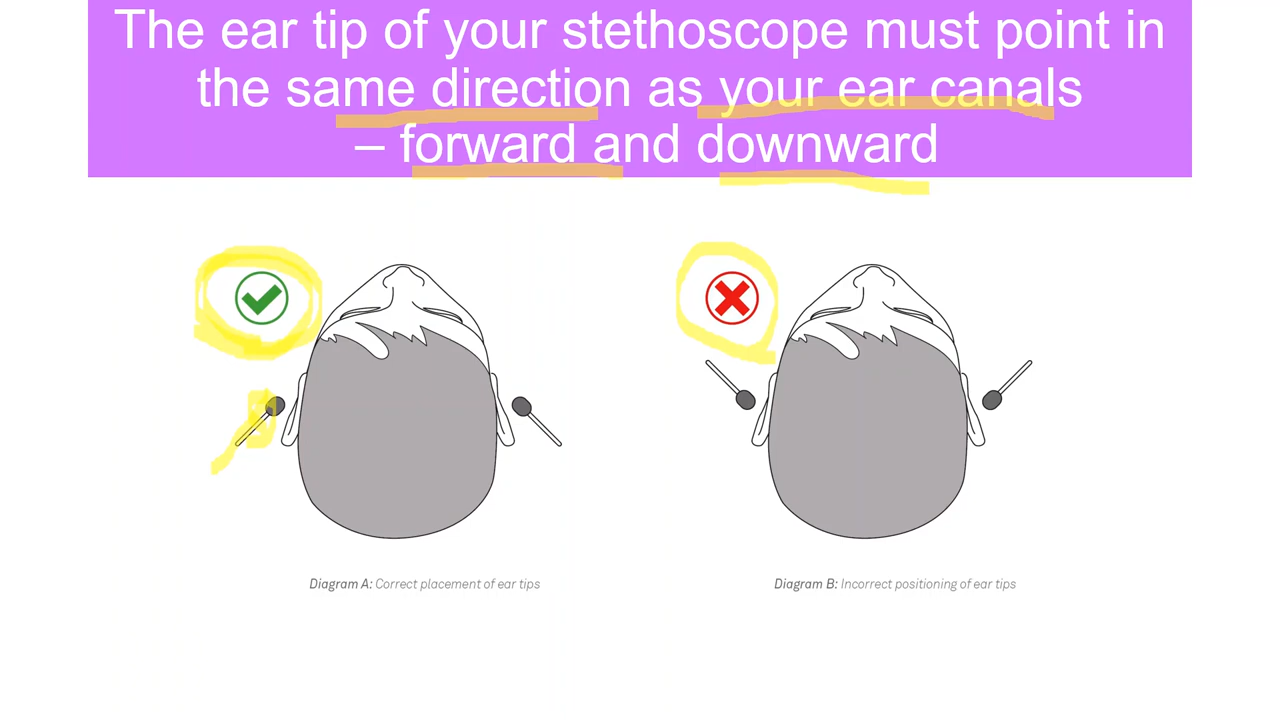 The ear tip of your stethoscope must point in
the same direction as your ear canals
– forward and downward
Diagram A: Correct placement of ear tips
Diagram B: Incorrect positioning of ear tips